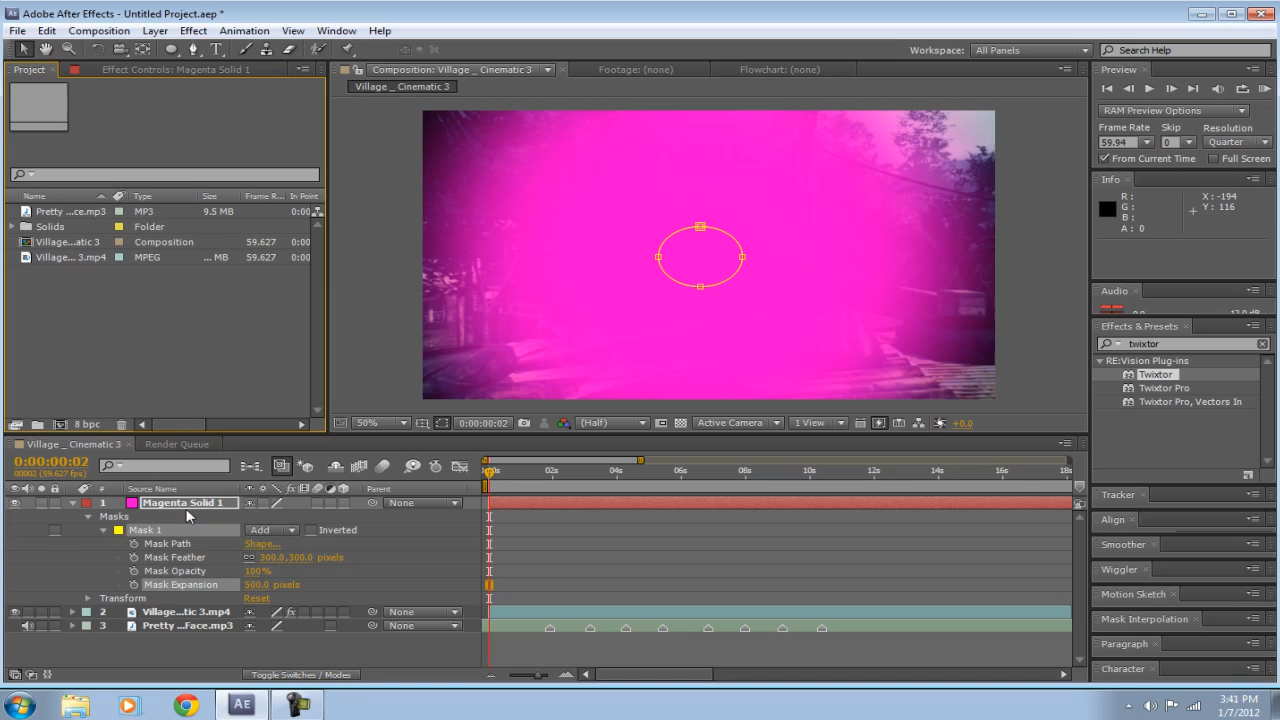 Adobe After Effects - Untitled Project.aep *
File Edit Composition Layer Effect Animation View Window Help
Workspace: All Panels Search Help
Project Effect Controls: Magenta Solid 1
Composition: Village _ Cinematic 3 Footage: (none) Flowchart: (none)
Village _ Cinematic 3
Preview
RAM Preview Options
Frame Rate Skip Resolution
59.94 0 Quarter
From Current Time Full Screen
Info
R : X : -194
G : Y : 116
B :
A : 0
Name Type Size Frame R... In Point
Pretty ...ce.mp3 MP3 9.5 MB 0:00
Solids Folder
Village...atic 3 Composition 59.627 0:00
Village... 3.mp4 MPEG ... MB 59.627 0:00
8 bpc
Audio
Effects & Presets
twixtor
RE:Vision Plug-ins
Twixtor
Twixtor Pro
Twixtor Pro, Vectors In
50% 0:00:00:02 (Half) Active Camera 1 View +0.0
Village _ Cinematic 3 Render Queue
0:00:00:02
00002 (59.627 fps)
02s 04s 06s 08s 10s 12s 14s 16s 18s
Source Name Parent
1 Magenta Solid 1 None
Masks
Mask 1 Add Inverted
Mask Path Shape...
Mask Feather 300.0,300.0 pixels
Mask Opacity 100%
Mask Expansion 500.0 pixels
Transform Reset
2 Village...tic 3.mp4 None
3 Pretty ...Face.mp3 None
Toggle Switches / Modes
Tracker
Align
Smoother
Wiggler
Motion Sketch
Mask Interpolation
Paragraph
Character
3:41 PM
1/7/2012